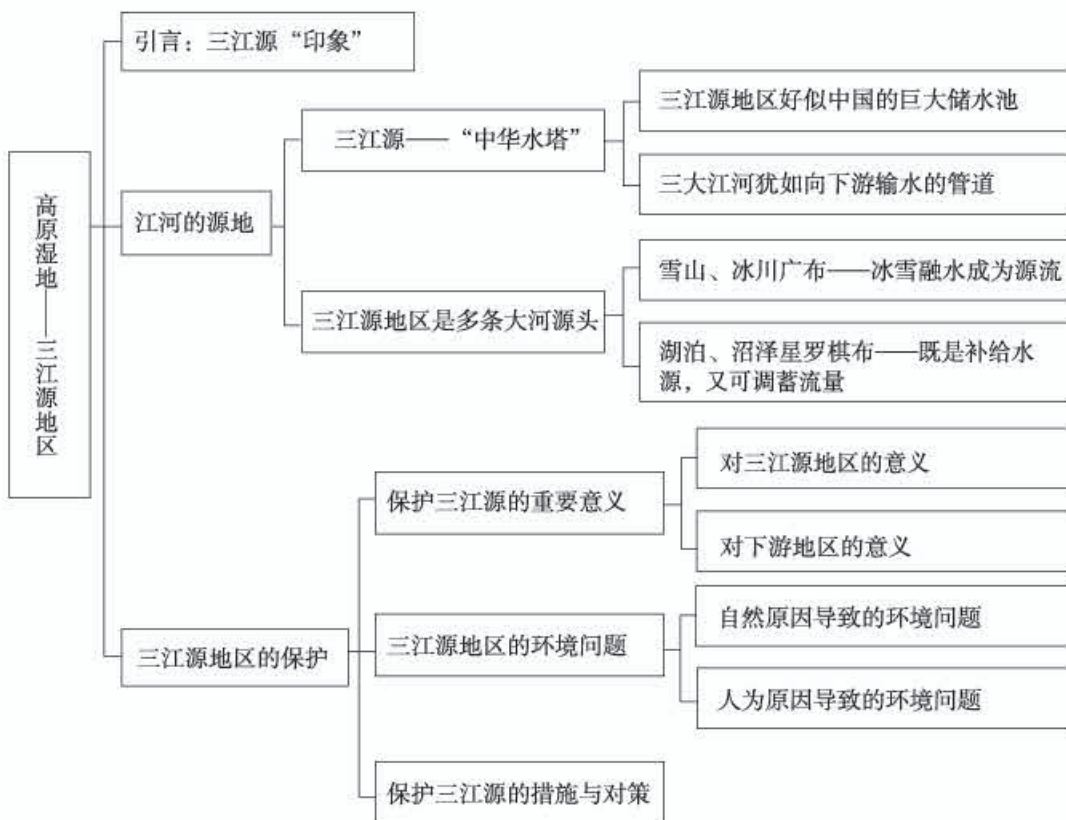 引言：三江源“印象”
高原湿地——三江源地区
江河的源地
三江源——“中华水塔”
三江源地区好似中国的巨大储水池
三大江河犹如向下游输水的管道
三江源地区是多条大河源头
雪山、冰川广布——冰雪融水成为源流
湖泊、沼泽星罗棋布——既是补给水
源，又可调蓄流量
三江源地区的保护
保护三江源的重要意义
对三江源地区的意义
对下游地区的意义
三江源地区的环境问题
自然原因导致的环境问题
人为原因导致的环境问题
保护三江源的措施与对策